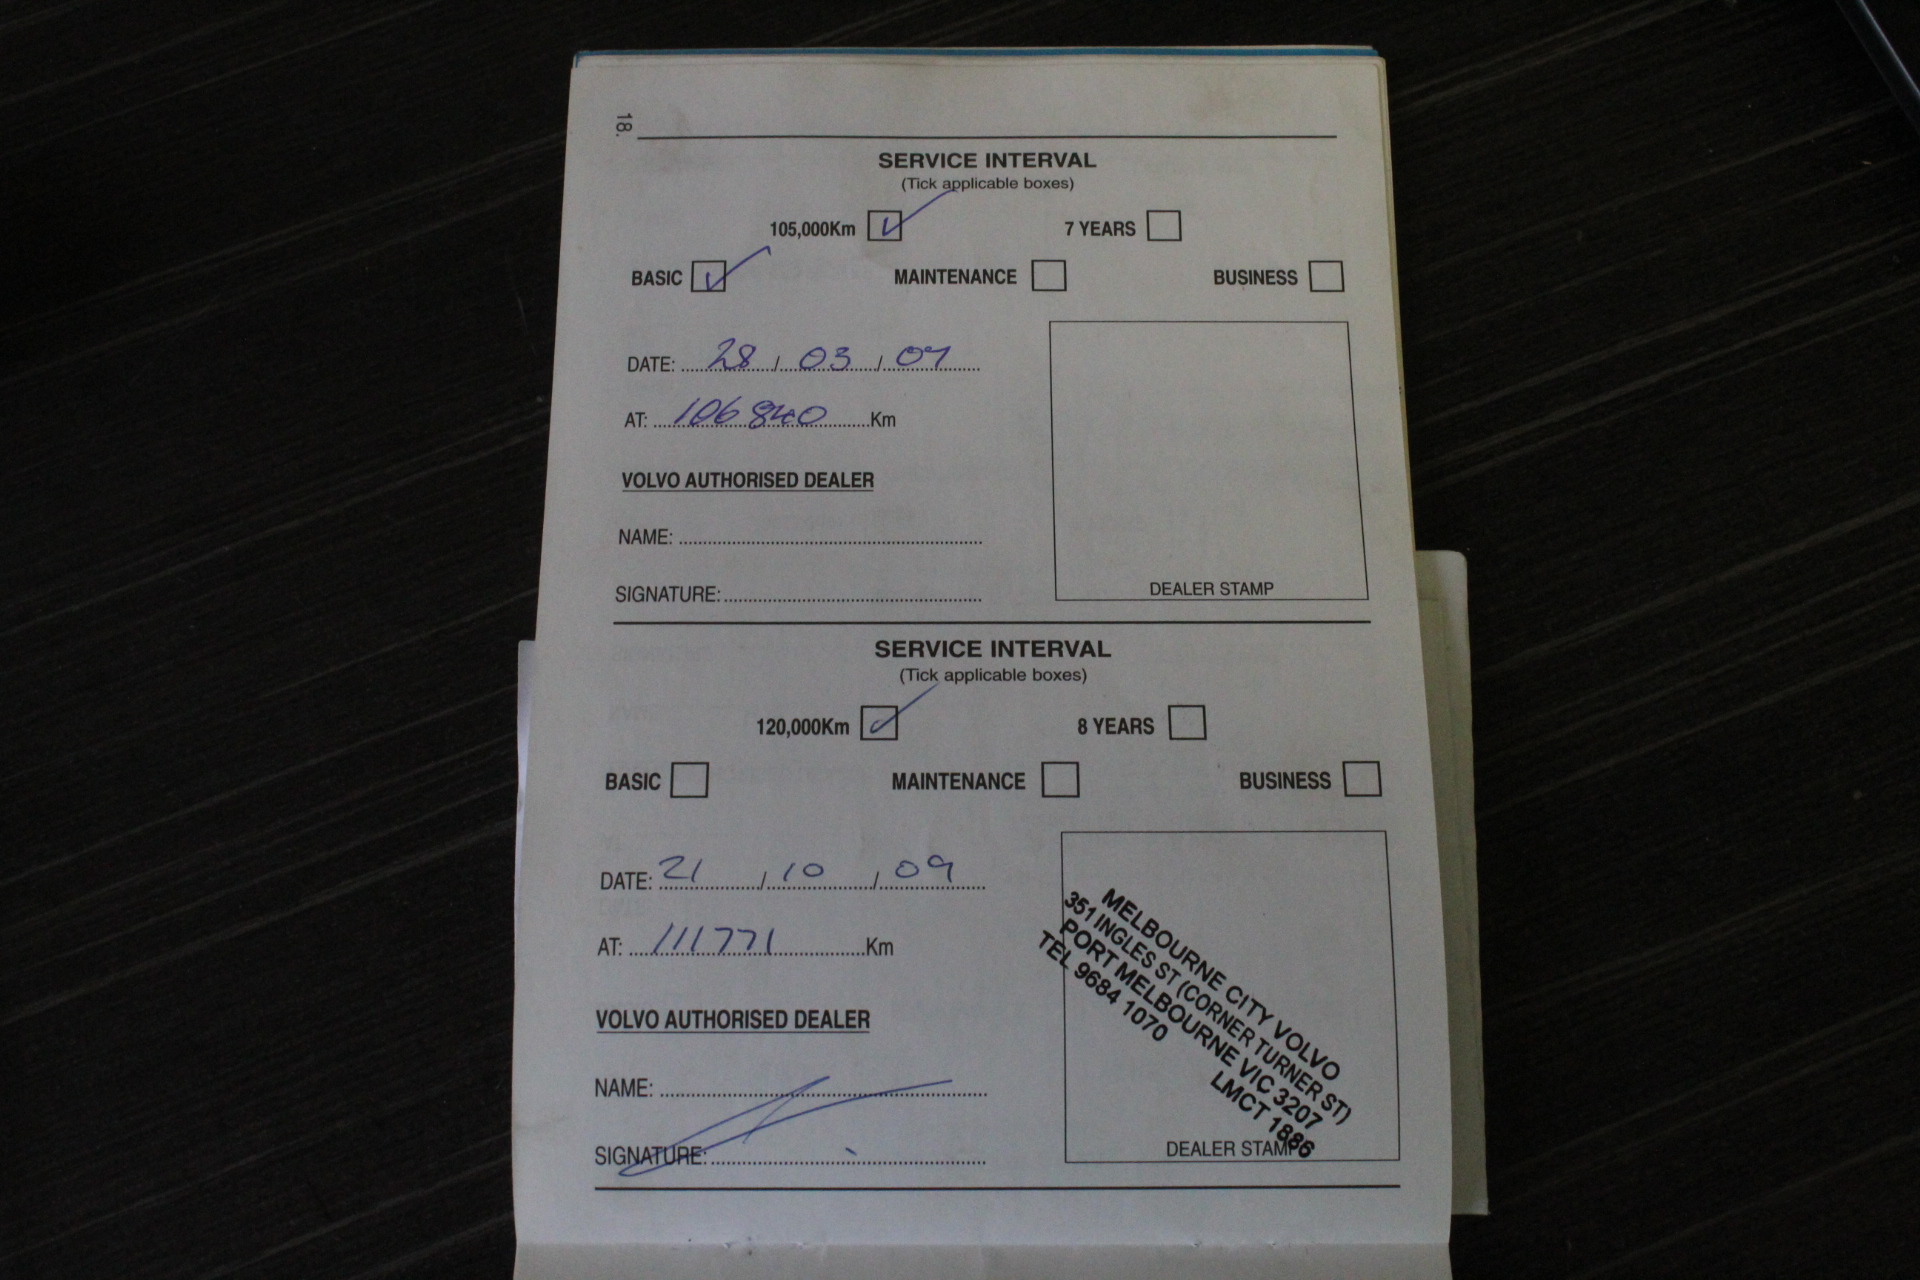 18.
SERVICE INTERVAL
(Tick applicable boxes)
105,000Km 7 YEARS
BASIC MAINTENANCE BUSINESS
DATE: 28 / 03 / 09
AT: 106840 Km
VOLVO AUTHORISED DEALER
NAME:
SIGNATURE:
DEALER STAMP
SERVICE INTERVAL
(Tick applicable boxes)
120,000Km 8 YEARS
BASIC MAINTENANCE BUSINESS
DATE: 21 / 10 / 09
AT: 111771 Km
VOLVO AUTHORISED DEALER
NAME:
SIGNATURE:
MELBOURNE CITY VOLVO
351 INGLES ST (CORNER TURNER ST)
PORT MELBOURNE VIC 3207
TEL 9684 1070 LMCT 1886
DEALER STAMP